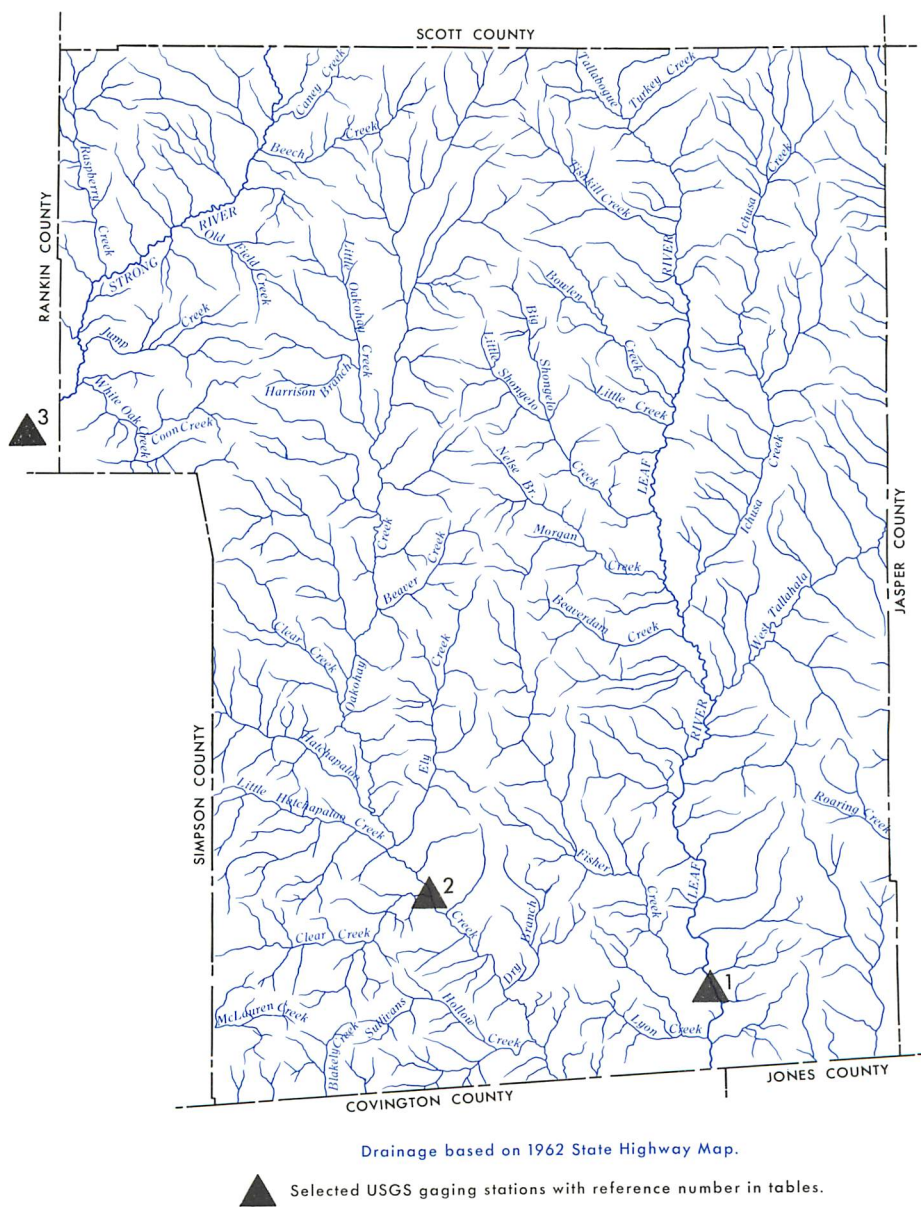 SCOTT COUNTY
Caney Creek
Tallabogue
Turkey Creek
Beech Creek
Raspberry Creek
Fishkill Creek
Ichusa Creek
RANKIN COUNTY
STRONG RIVER
Old Field Creek
LEAF RIVER
Little Oakohay Creek
Bowlen Creek
Big Shongelo
Little Shongelo
Creek
Jump Creek
Harrison Branch
Little Creek
White Oak Creek
Coon Creek
3
Nelse Br.
Ichusa Creek
Morgan Creek
JASPER COUNTY
Creek
Beaver Creek
Beaverdam Creek
West Tallahala
Clear Creek
Oakohay
Ely Creek
RIVER
Hatchapaloo
Little Hatchapaloo Creek
SIMPSON COUNTY
Roaring Creek
Fisher Creek
LEAF
2
Creek
Dry Branch
Clear Creek
1
McLauren Creek
Blakely Creek
Sullivans Hollow Creek
Lyon Creek
JONES COUNTY
COVINGTON COUNTY
Drainage based on 1962 State Highway Map.
Selected USGS gaging stations with reference number in tables.